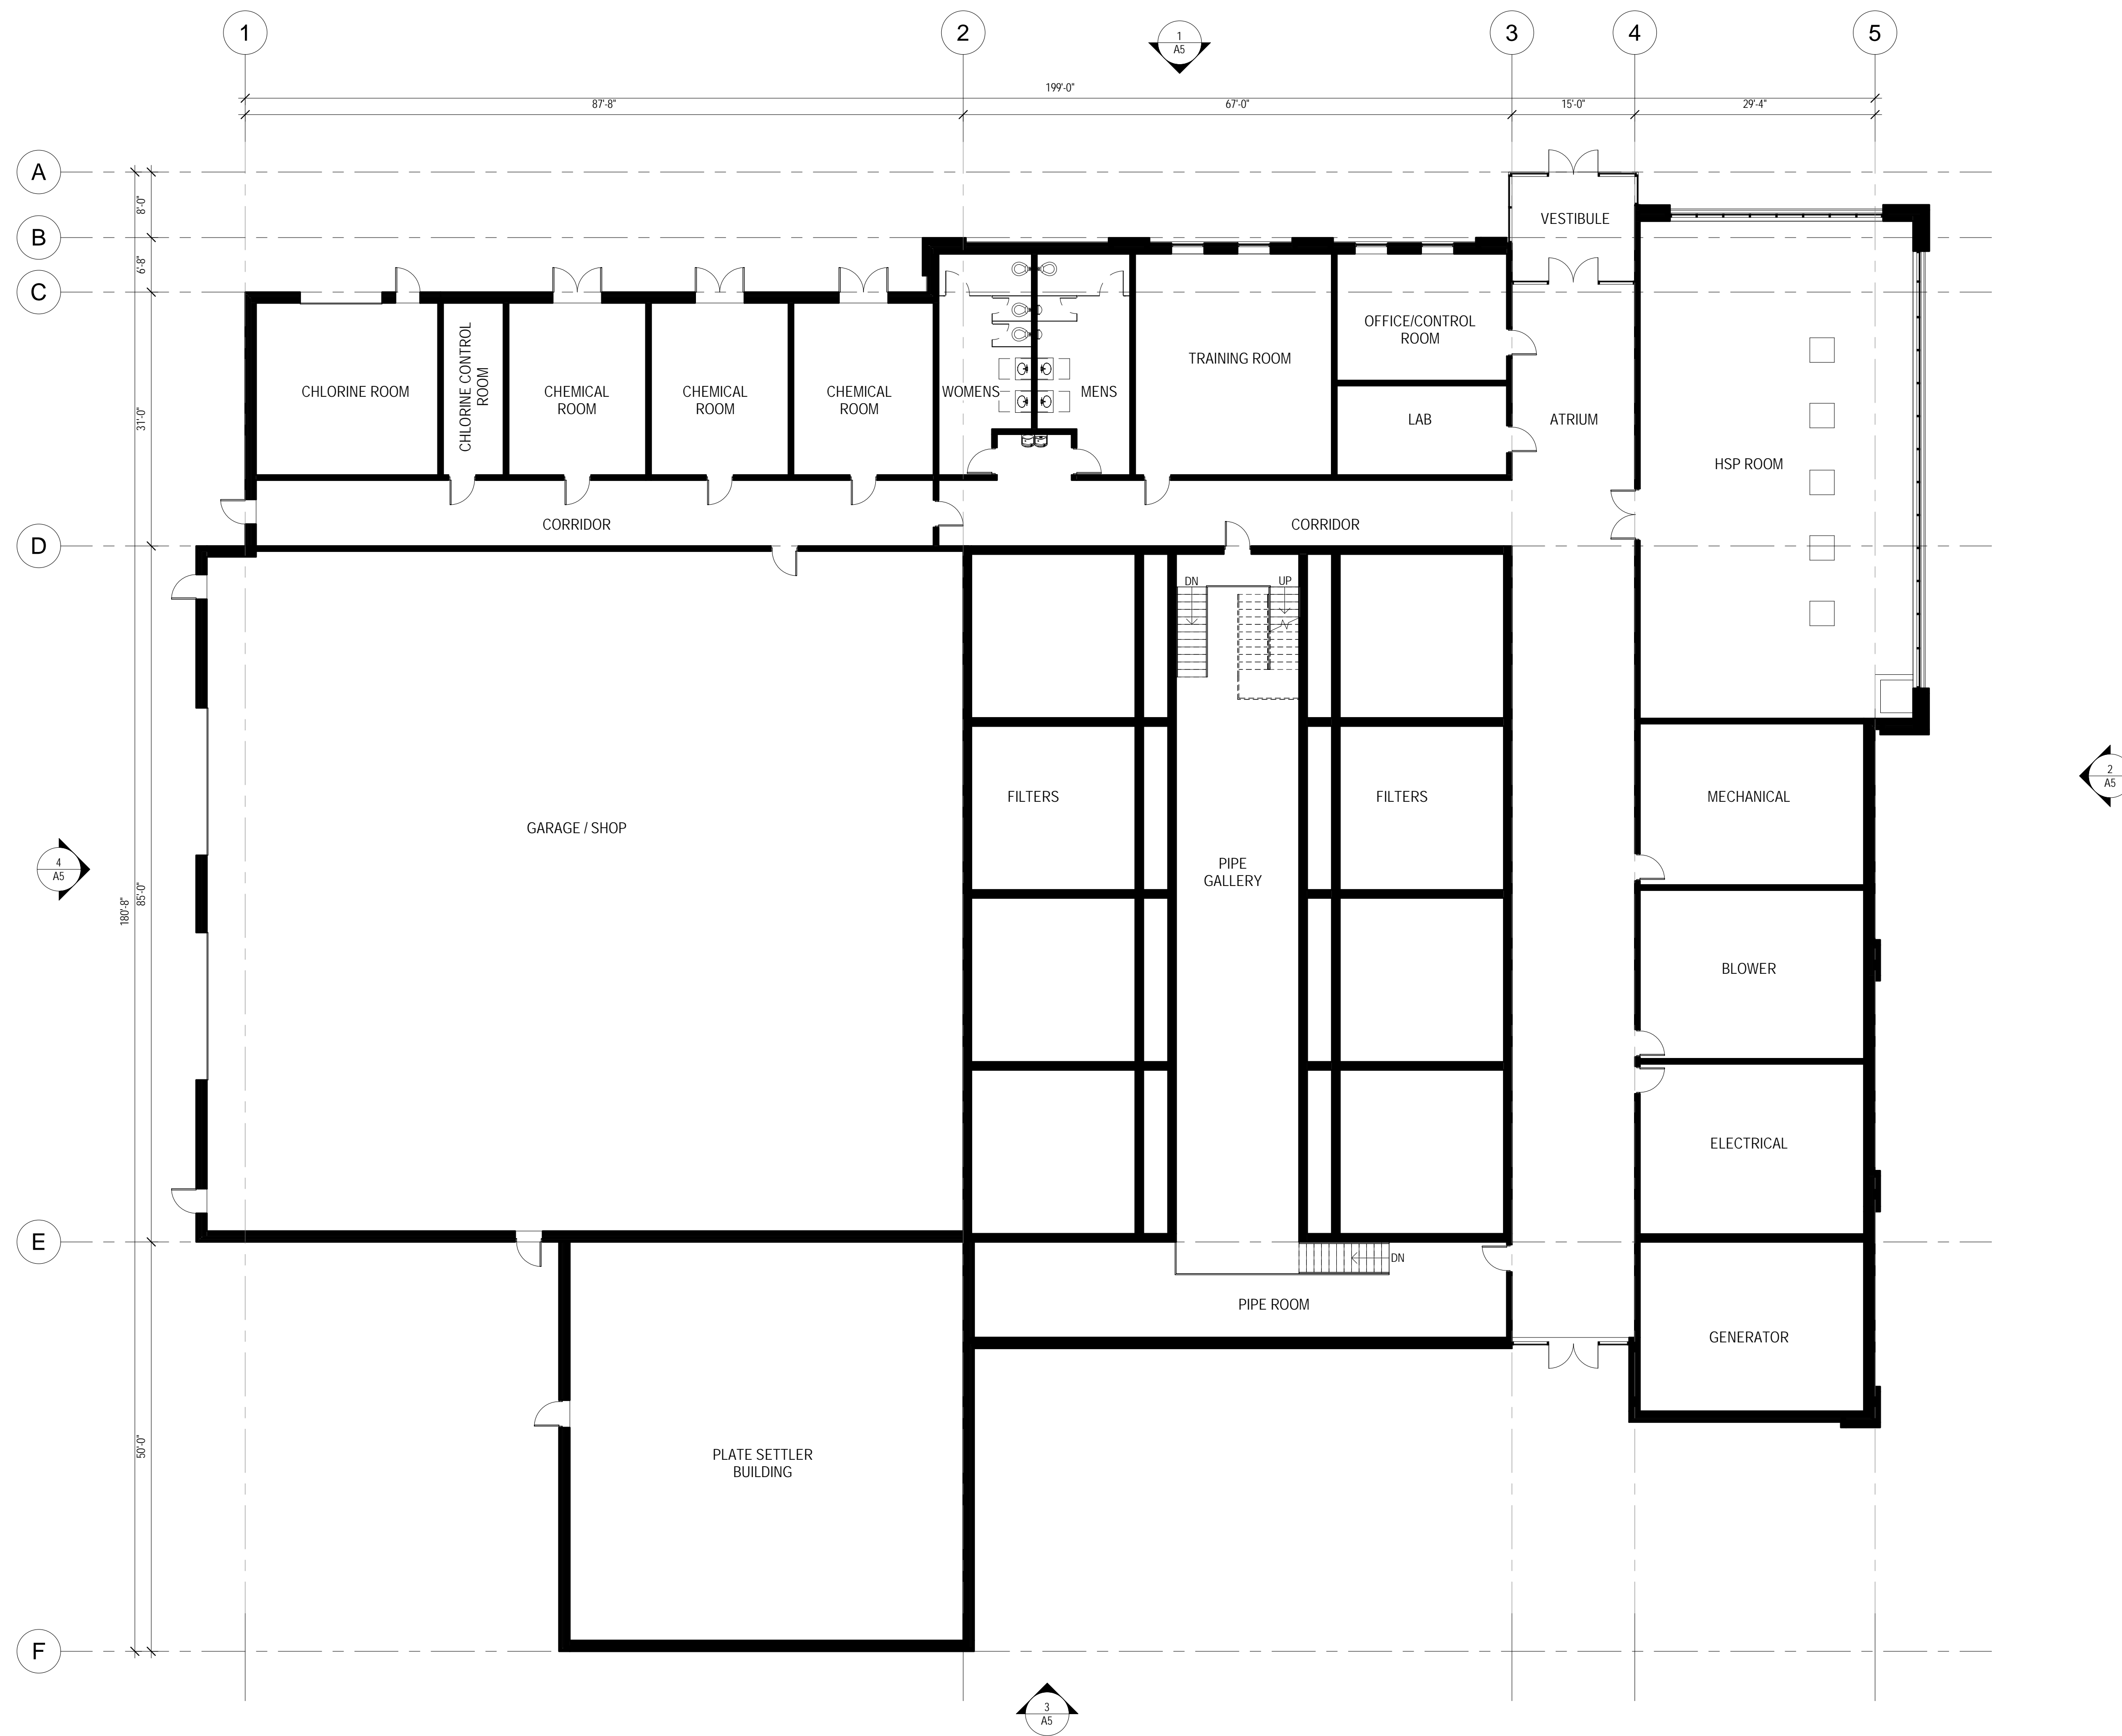 1
2
3
4
5
1
A5
199'-0"
87'-8"
67'-0"
15'-0"
29'-4"
A
B
C
D
E
F
8'-0"
6'-8"
31'-0"
85'-0"
180'-8"
50'-0"
VESTIBULE
CHLORINE ROOM
CHLORINE CONTROL
ROOM
CHEMICAL
ROOM
CHEMICAL
ROOM
CHEMICAL
ROOM
WOMENS
MENS
TRAINING ROOM
OFFICE/CONTROL
ROOM
LAB
ATRIUM
HSP ROOM
CORRIDOR
CORRIDOR
DN
UP
GARAGE / SHOP
FILTERS
FILTERS
PIPE
GALLERY
MECHANICAL
BLOWER
ELECTRICAL
GENERATOR
2
A5
4
A5
DN
PIPE ROOM
PLATE SETTLER
BUILDING
3
A5